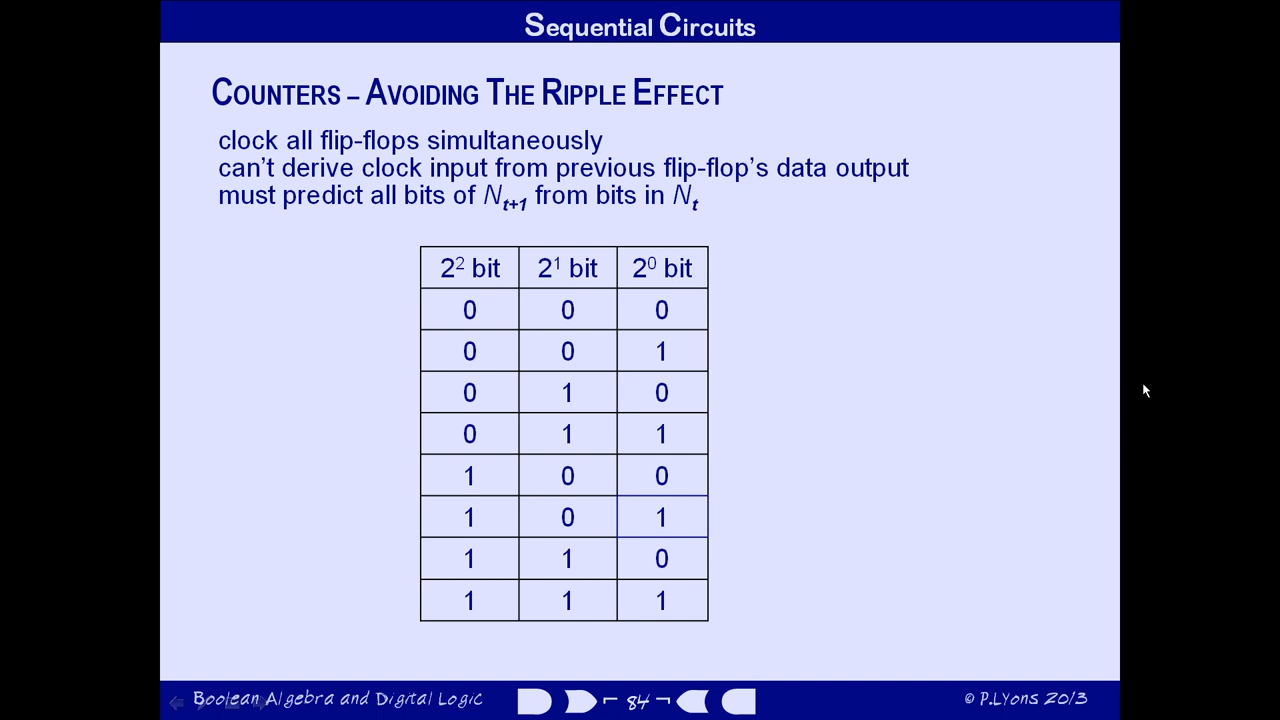 Sequential Circuits
Counters – Avoiding The Ripple Effect
clock all flip-flops simultaneously
can't derive clock input from previous flip-flop's data output
must predict all bits of Nt+1 from bits in Nt
2² bit 2¹ bit 2⁰ bit
0 0 0
0 0 1
0 1 0
0 1 1
1 0 0
1 0 1
1 1 0
1 1 1
Boolean Algebra and Digital Logic 84 © P.Lyons 2013